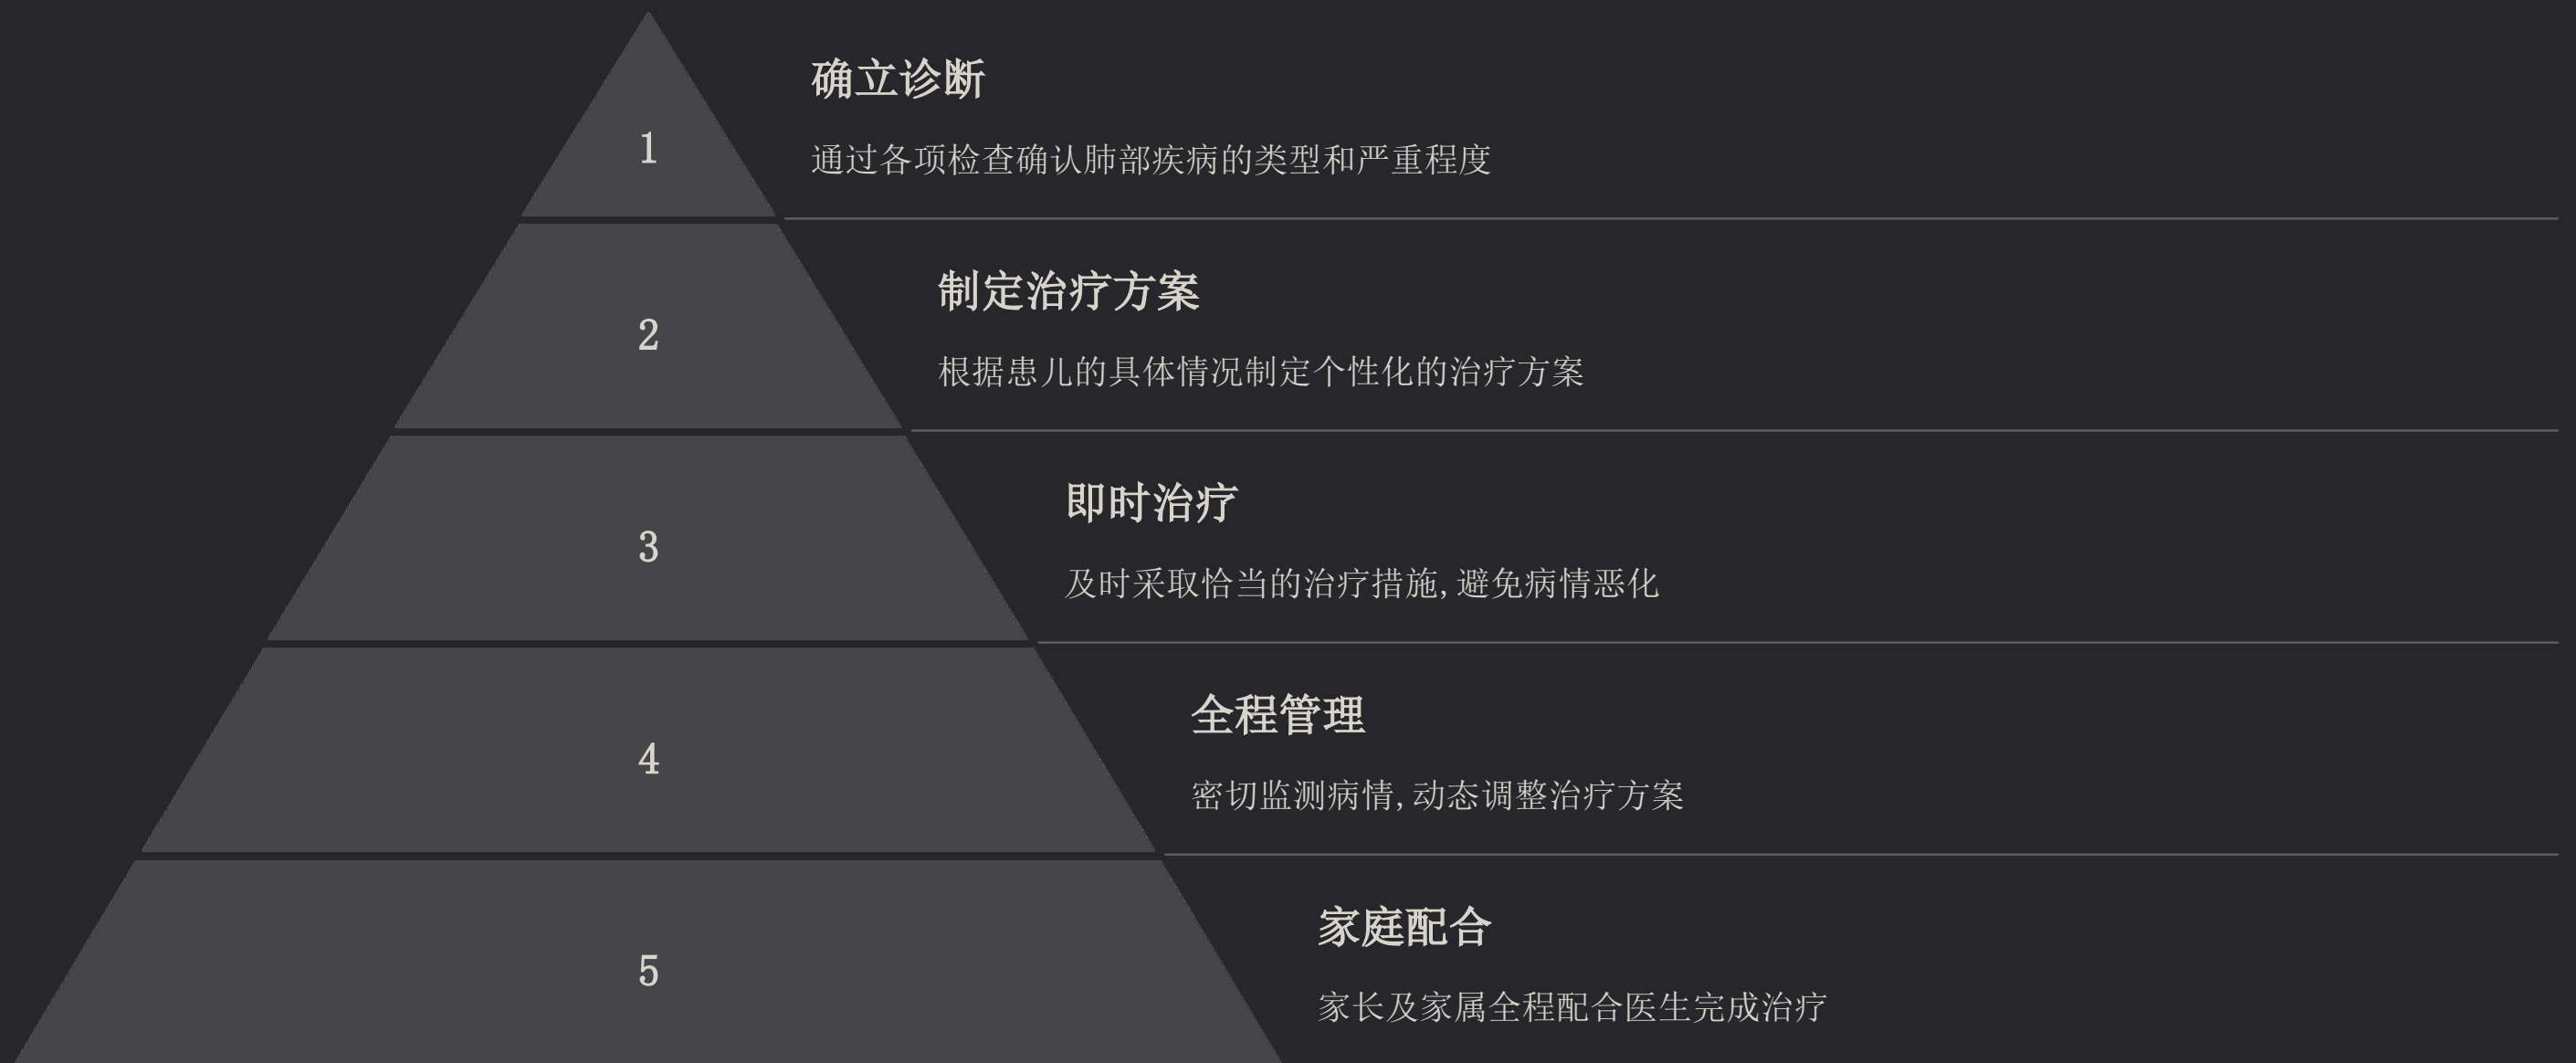 1
确立诊断
通过各项检查确认肺部疾病的类型和严重程度
2
制定治疗方案
根据患儿的具体情况制定个性化的治疗方案
3
即时治疗
及时采取恰当的治疗措施,避免病情恶化
4
全程管理
密切监测病情,动态调整治疗方案
5
家庭配合
家长及家属全程配合医生完成治疗